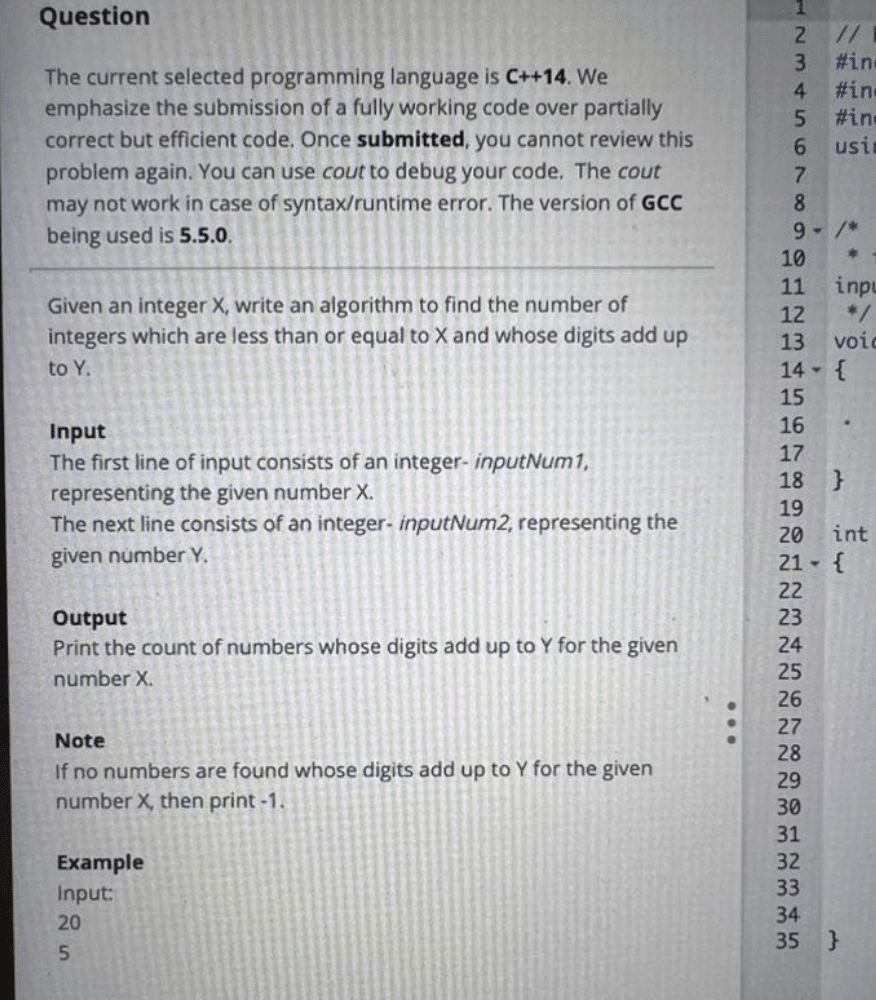 Question
The current selected programming language is C++14. We
emphasize the submission of a fully working code over partially
correct but efficient code. Once submitted, you cannot review this
problem again. You can use cout to debug your code. The cout
may not work in case of syntax/runtime error. The version of GCC
being used is 5.5.0.
Given an integer X, write an algorithm to find the number of
integers which are less than or equal to X and whose digits add up
to Y.
Input
The first line of input consists of an integer- inputNum1,
representing the given number X.
The next line consists of an integer- inputNum2, representing the
given number Y.
Output
Print the count of numbers whose digits add up to Y for the given
number X.
Note
If no numbers are found whose digits add up to Y for the given
number X, then print -1.
Example
Input:
20
5
1
2 //
3 #in
4 #in
5 #in
6 usi
7
8
9 /*
10 *
11 inp
12 */
13 voi
14 {
15
16
17
18 }
19
20 int
21 {
22
23
24
25
26
27
28
29
30
31
32
33
34
35 }